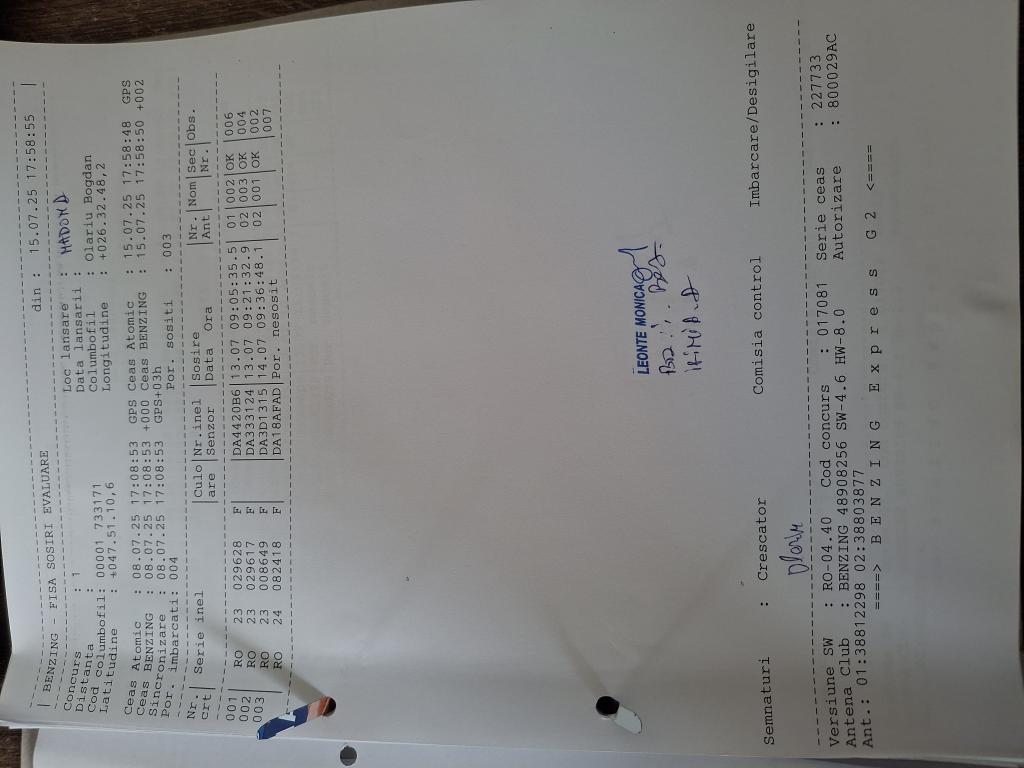 | BENZING - FISA SOSIRI EVALUARE din : 15.07.25 17:58:55 |
Concurs : 1 Loc lansare : MADONA
Distanta : Data lansarii :
Cod columbofil: 00001 733171 Columbofil : Olariu Bogdan
Latitudine : +047.51.10,6 Longitudine : +026.32.48,2
Ceas Atomic : 08.07.25 17:08:53 GPS Ceas Atomic : 15.07.25 17:58:48 GPS
Ceas BENZING : 08.07.25 17:08:53 +000 Ceas BENZING : 15.07.25 17:58:50 +002
Sincronizare : 08.07.25 17:08:53 GPS+03h
Por. imbarcati: 004 Por. sositi : 003
Nr.| Serie inel |Culo|Nr.inel |Sosire |Nr.|Nom|Sec|Obs.
crt| |are |Senzor |Data Ora |Ant| |Nr.|
001| RO 23 029628 F| |DA4420B6|13.07 09:05:35.5| 01|002|OK |006
002| RO 23 029617 F| |DA333124|13.07 09:21:32.9| 02|003|OK |004
003| RO 23 008649 F| |DA3D1315|14.07 09:36:48.1| 02|001|OK |002
RO 24 082418 F| |DA18AFAD|Por. nesosit |007
LEONTE MONICA
Semnaturi : Crescator Comisia control Imbarcare/Desigilare
Versiune SW : RO-04.40 Cod concurs : 017081 Serie ceas : 227733
Antena Club : BENZING 48908256 SW-4.6 HW-8.0 Autorizare : 800029AC
Ant.: 01:38812298 02:38803877
====> B E N Z I N G E x p r e s s G 2 <====